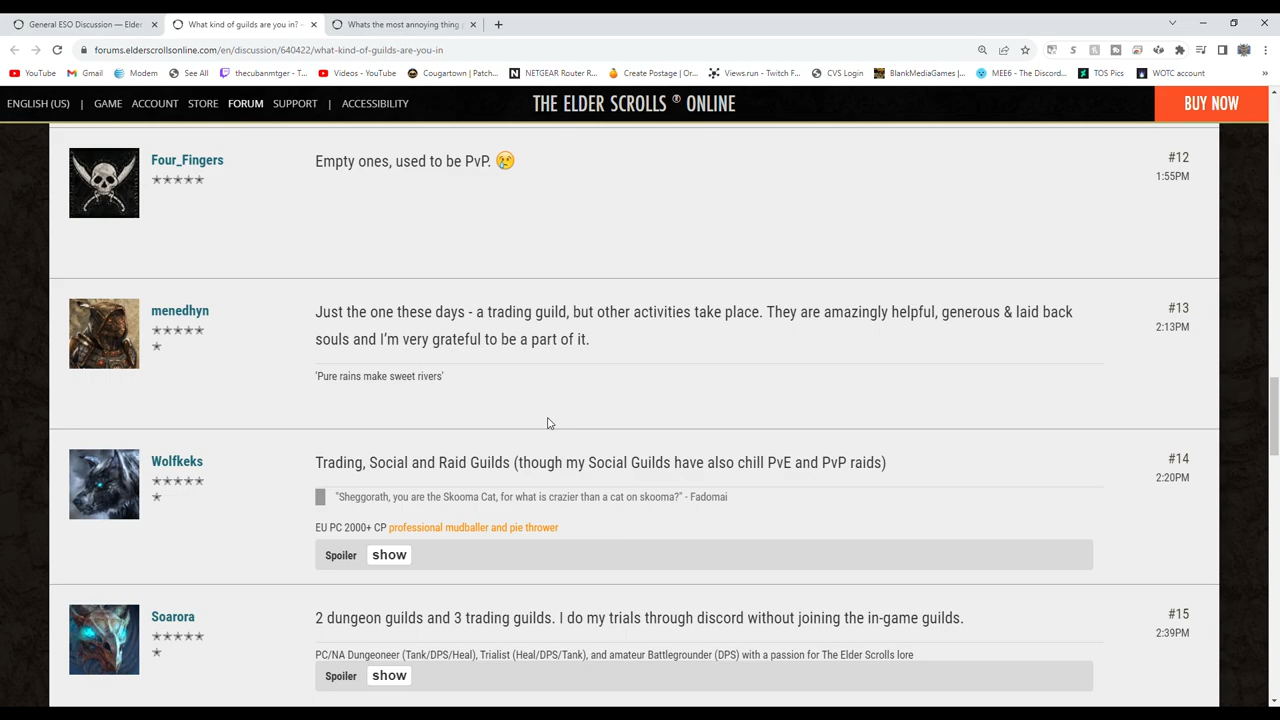 General ESO Discussion — Elder
What kind of guilds are you in? -
Whats the most annoying thing
forums.elderscrollsonline.com/en/discussion/640422/what-kind-of-guilds-are-you-in
YouTube Gmail Modem See All thecubanmtger - T... Videos - YouTube Cougartown | Patch... NETGEAR Router R... Create Postage | Or... Views.run - Twitch F... CVS Login BlankMediaGames |... MEE6 - The Discord... TOS Pics WOTC account »
ENGLISH (US) | GAME ACCOUNT STORE FORUM SUPPORT | ACCESSIBILITY THE ELDER SCROLLS ® ONLINE BUY NOW
Four_Fingers
Empty ones, used to be PvP. 😢
#12
1:55PM
menedhyn
Just the one these days - a trading guild, but other activities take place. They are amazingly helpful, generous & laid back
souls and I'm very grateful to be a part of it.
'Pure rains make sweet rivers'
#13
2:13PM
Wolfkeks
Trading, Social and Raid Guilds (though my Social Guilds have also chill PvE and PvP raids)
"Sheggorath, you are the Skooma Cat, for what is crazier than a cat on skooma?" - Fadomai
EU PC 2000+ CP professional mudballer and pie thrower
Spoiler show
#14
2:20PM
Soarora
2 dungeon guilds and 3 trading guilds. I do my trials through discord without joining the in-game guilds.
PC/NA Dungeoneer (Tank/DPS/Heal), Trialist (Heal/DPS/Tank), and amateur Battlegrounder (DPS) with a passion for The Elder Scrolls lore
Spoiler show
#15
2:39PM